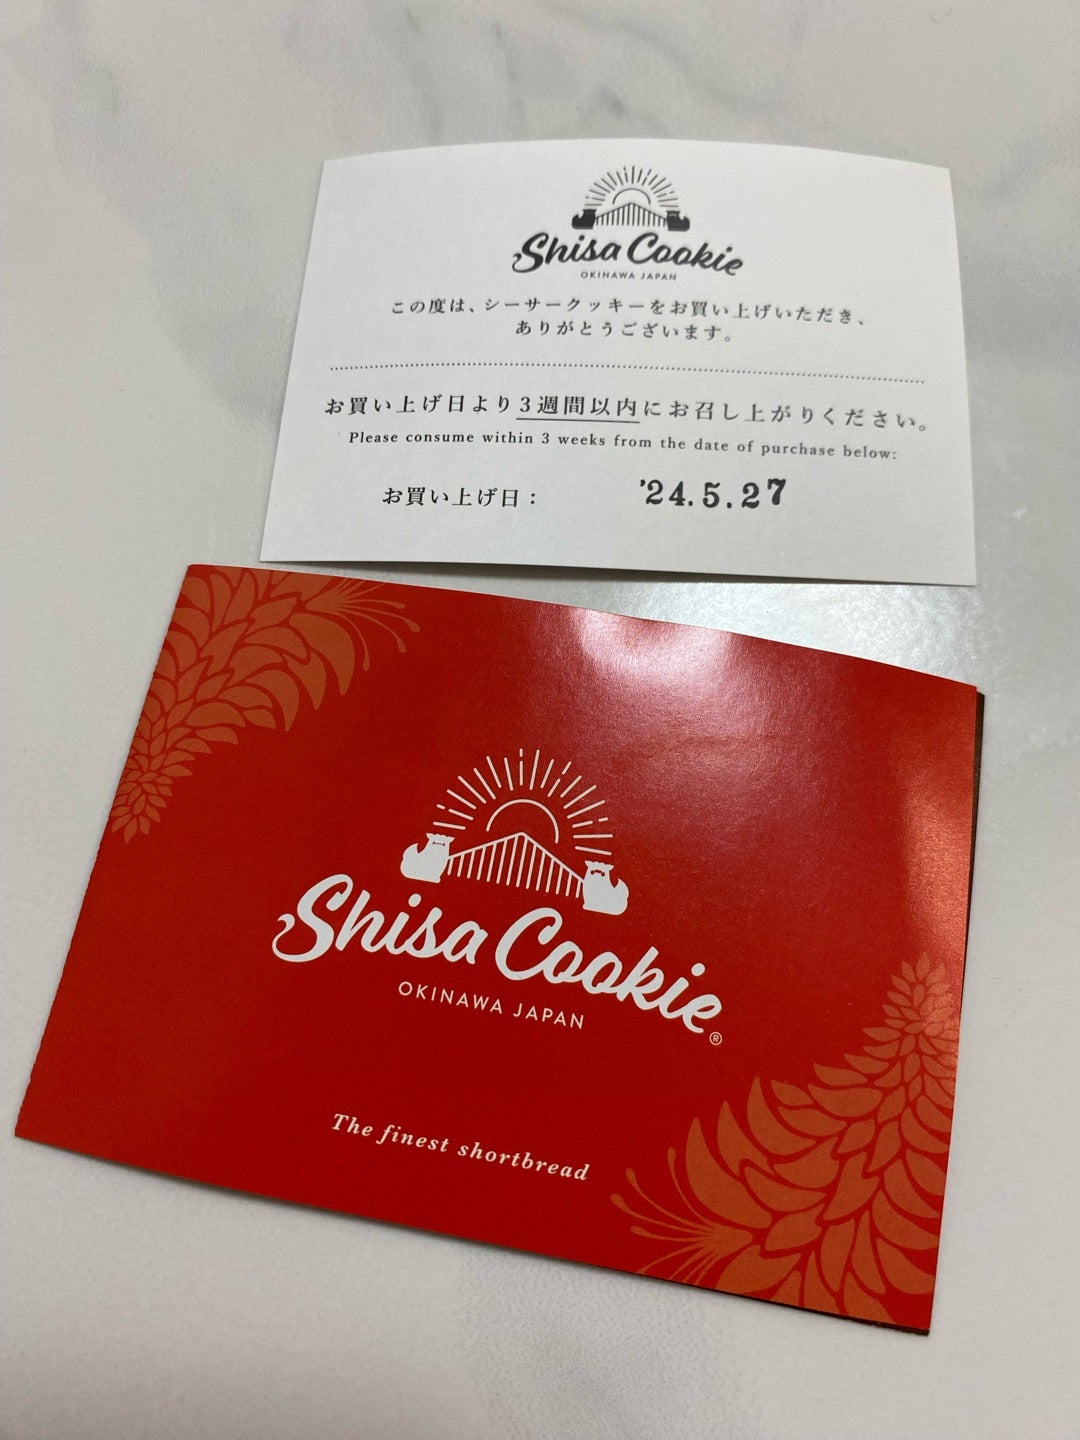 Shisa Cookie
OKINAWA JAPAN
この度は、シーサークッキーをお買い上げいただき、
ありがとうございます。
お買い上げ日より3週間以内にお召し上がりください。
Please consume within 3 weeks from the date of purchase below:
お買い上げ日： '24.5.27
Shisa Cookie®
OKINAWA JAPAN
The finest shortbread